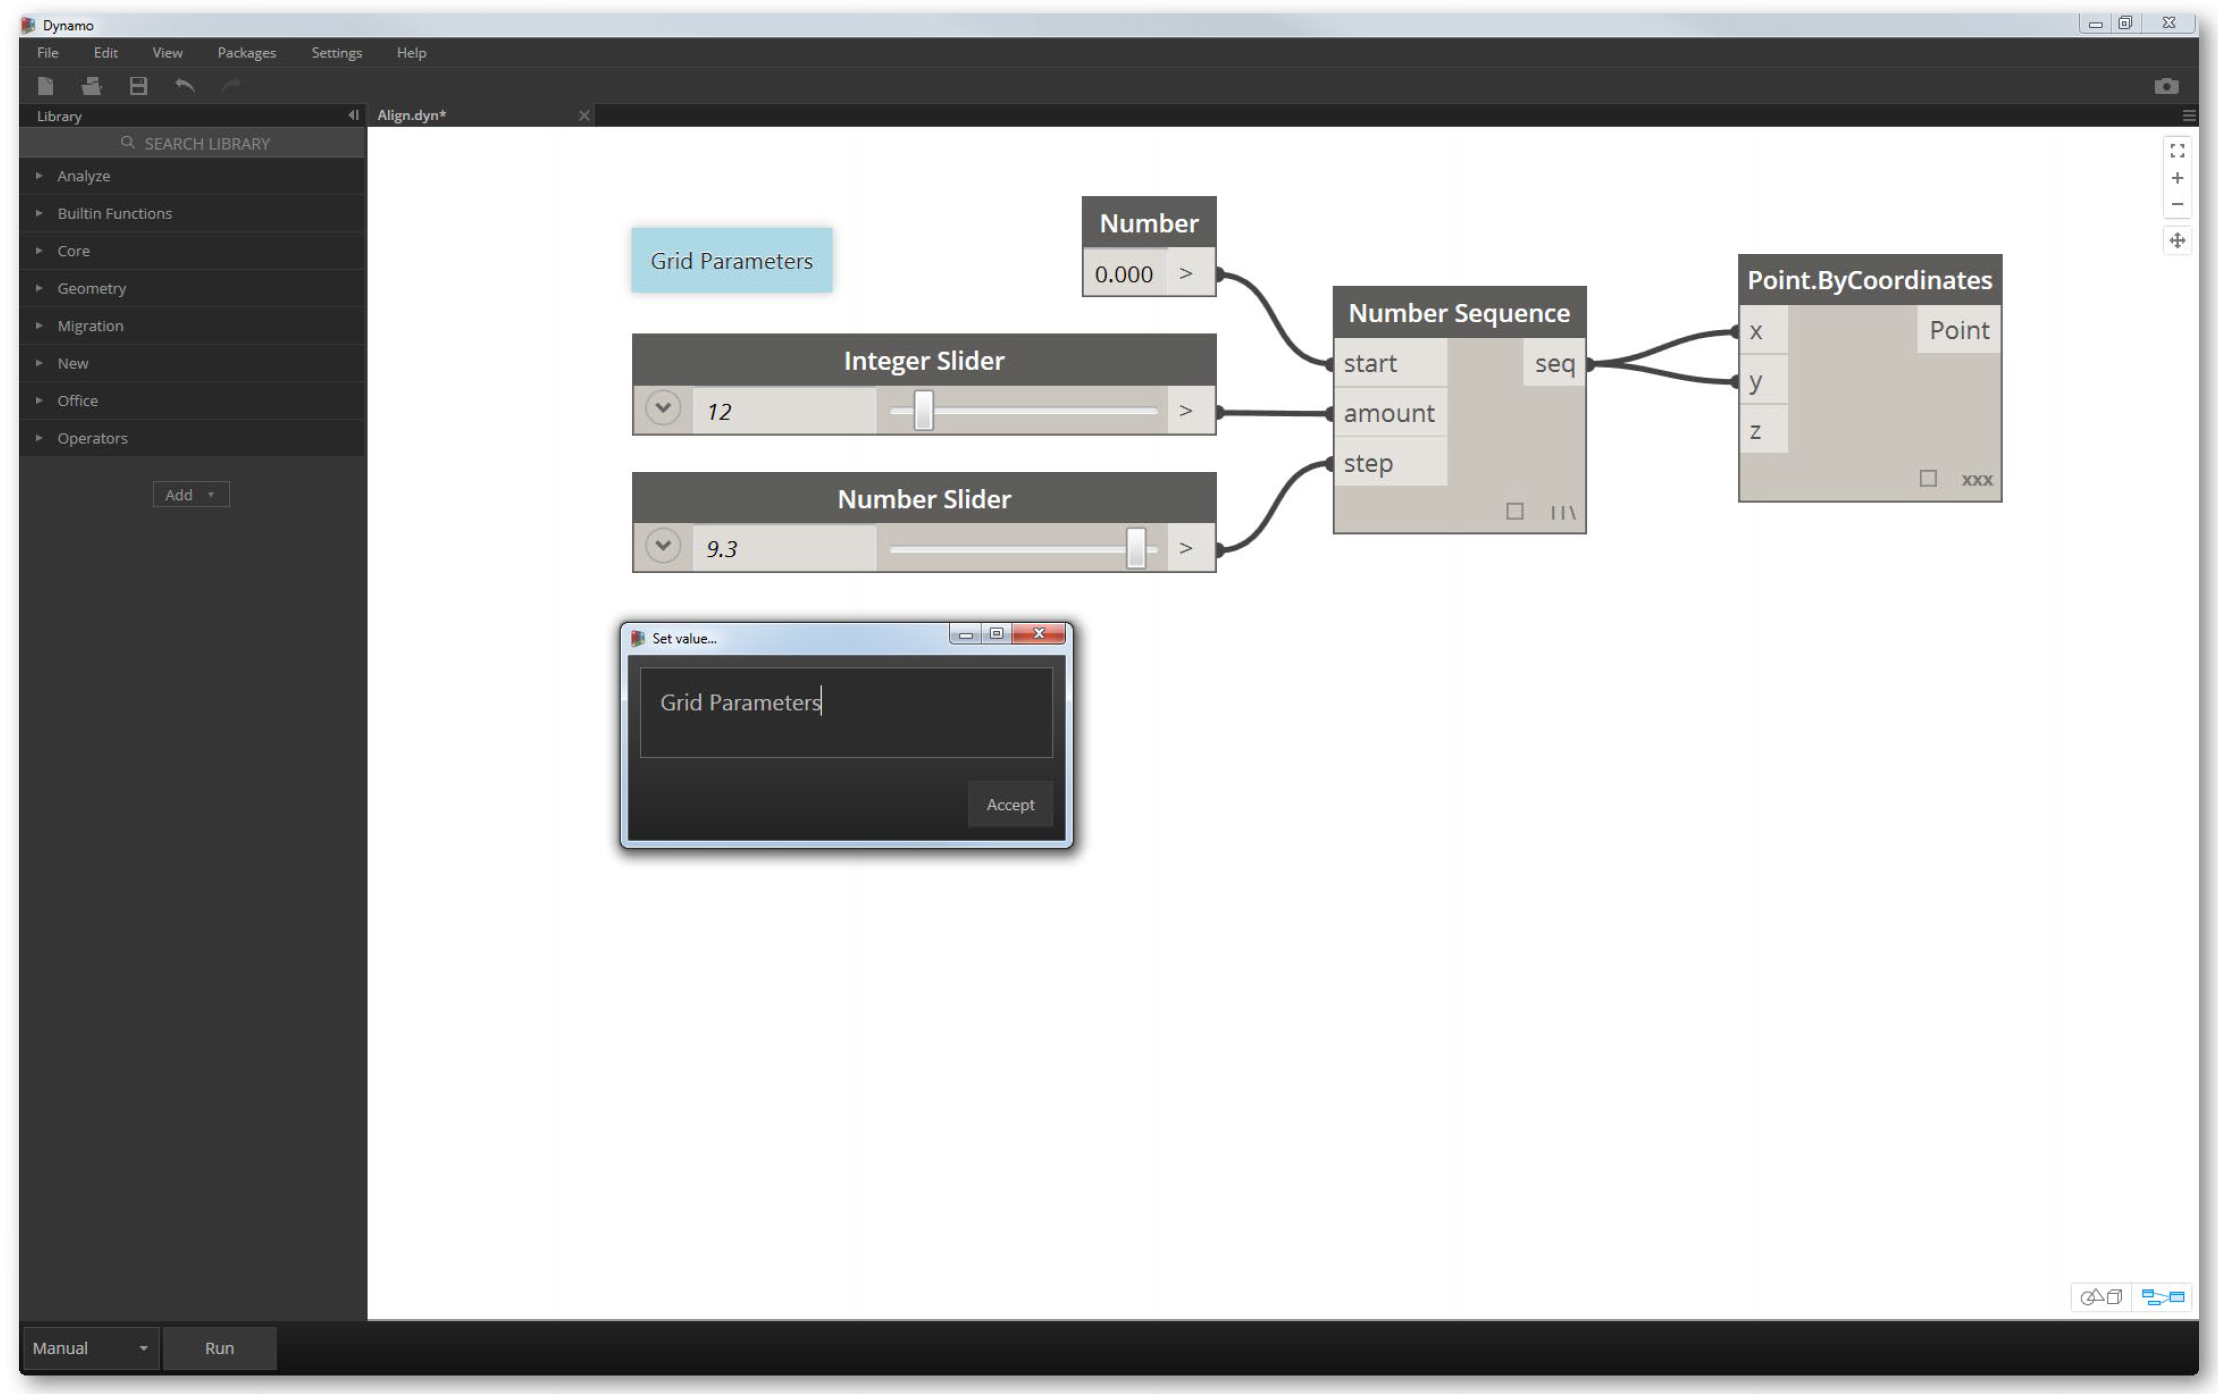 Dynamo
File Edit View Packages Settings Help
Library
Align.dyn*
SEARCH LIBRARY
Analyze
Builtin Functions
Core
Geometry
Migration
New
Office
Operators
Add
Grid Parameters
Number
0.000 >
Integer Slider
12 >
Number Slider
9.3 >
Number Sequence
start seq
amount
step
Point.ByCoordinates
x Point
y
z
xxx
Set value...
Grid Parameters
Accept
Manual Run